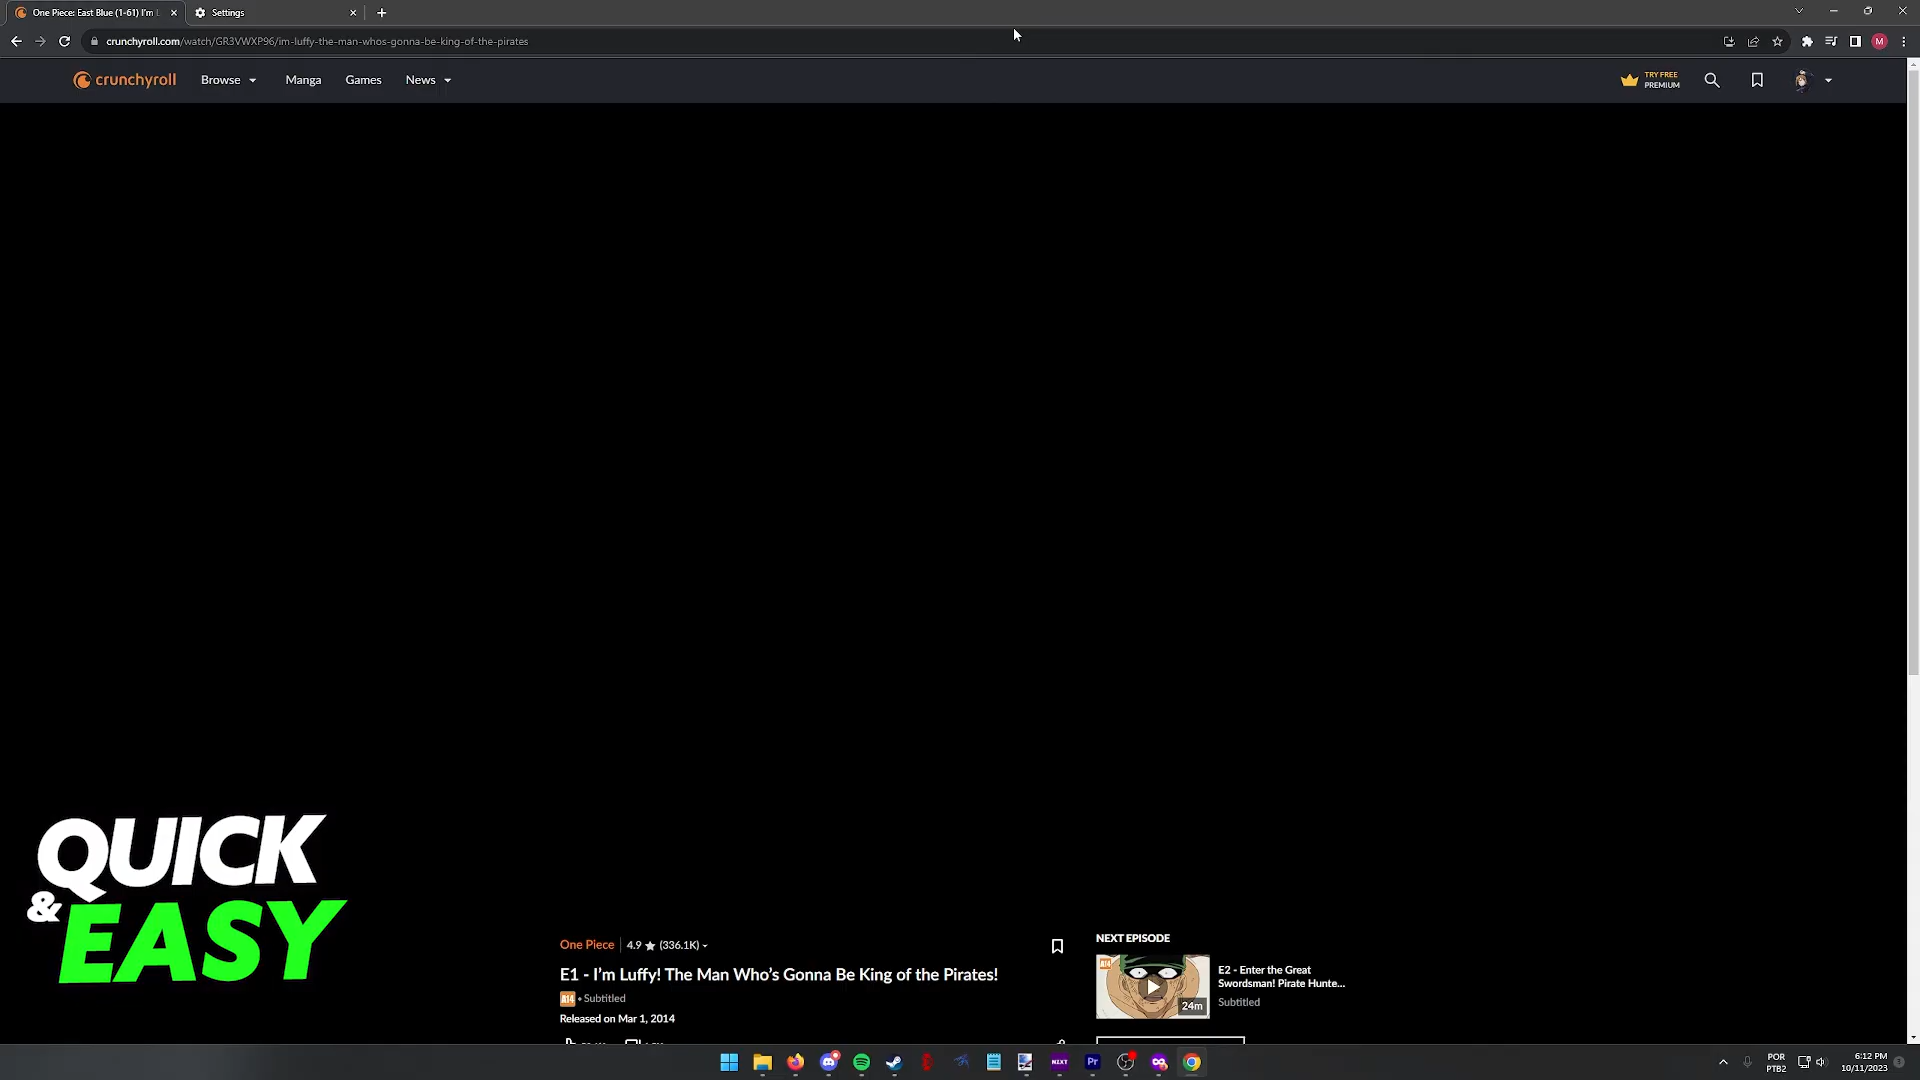 One Piece: East Blue (1-61) I'm
Settings
crunchyroll.com/watch/GR3VWXP96/im-luffy-the-man-whos-gonna-be-king-of-the-pirates
M
crunchyroll
Browse
Manga
Games
News
TRY FREE
PREMIUM
QUICK
&EASY
One Piece
4.9 ★ (336.1K)
E1 - I'm Luffy! The Man Who's Gonna Be King of the Pirates!
A14 • Subtitled
Released on Mar 1, 2014
NEXT EPISODE
24m
E2 - Enter the Great
Swordsman! Pirate Hunte...
Subtitled
NEXT
Pr
POR
PTB2
6:12 PM
10/11/2023